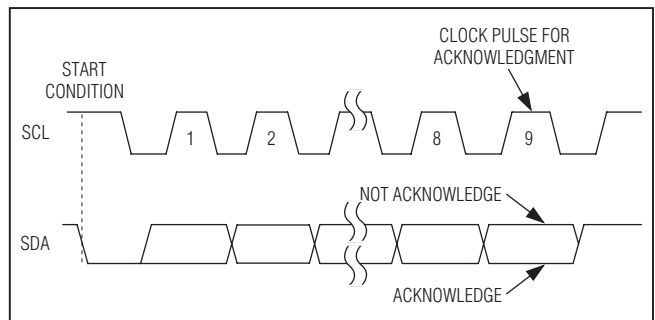 CLOCK PULSE FOR
ACKNOWLEDGMENT
START
CONDITION
SCL
1
2
8
9
NOT ACKNOWLEDGE
SDA
ACKNOWLEDGE